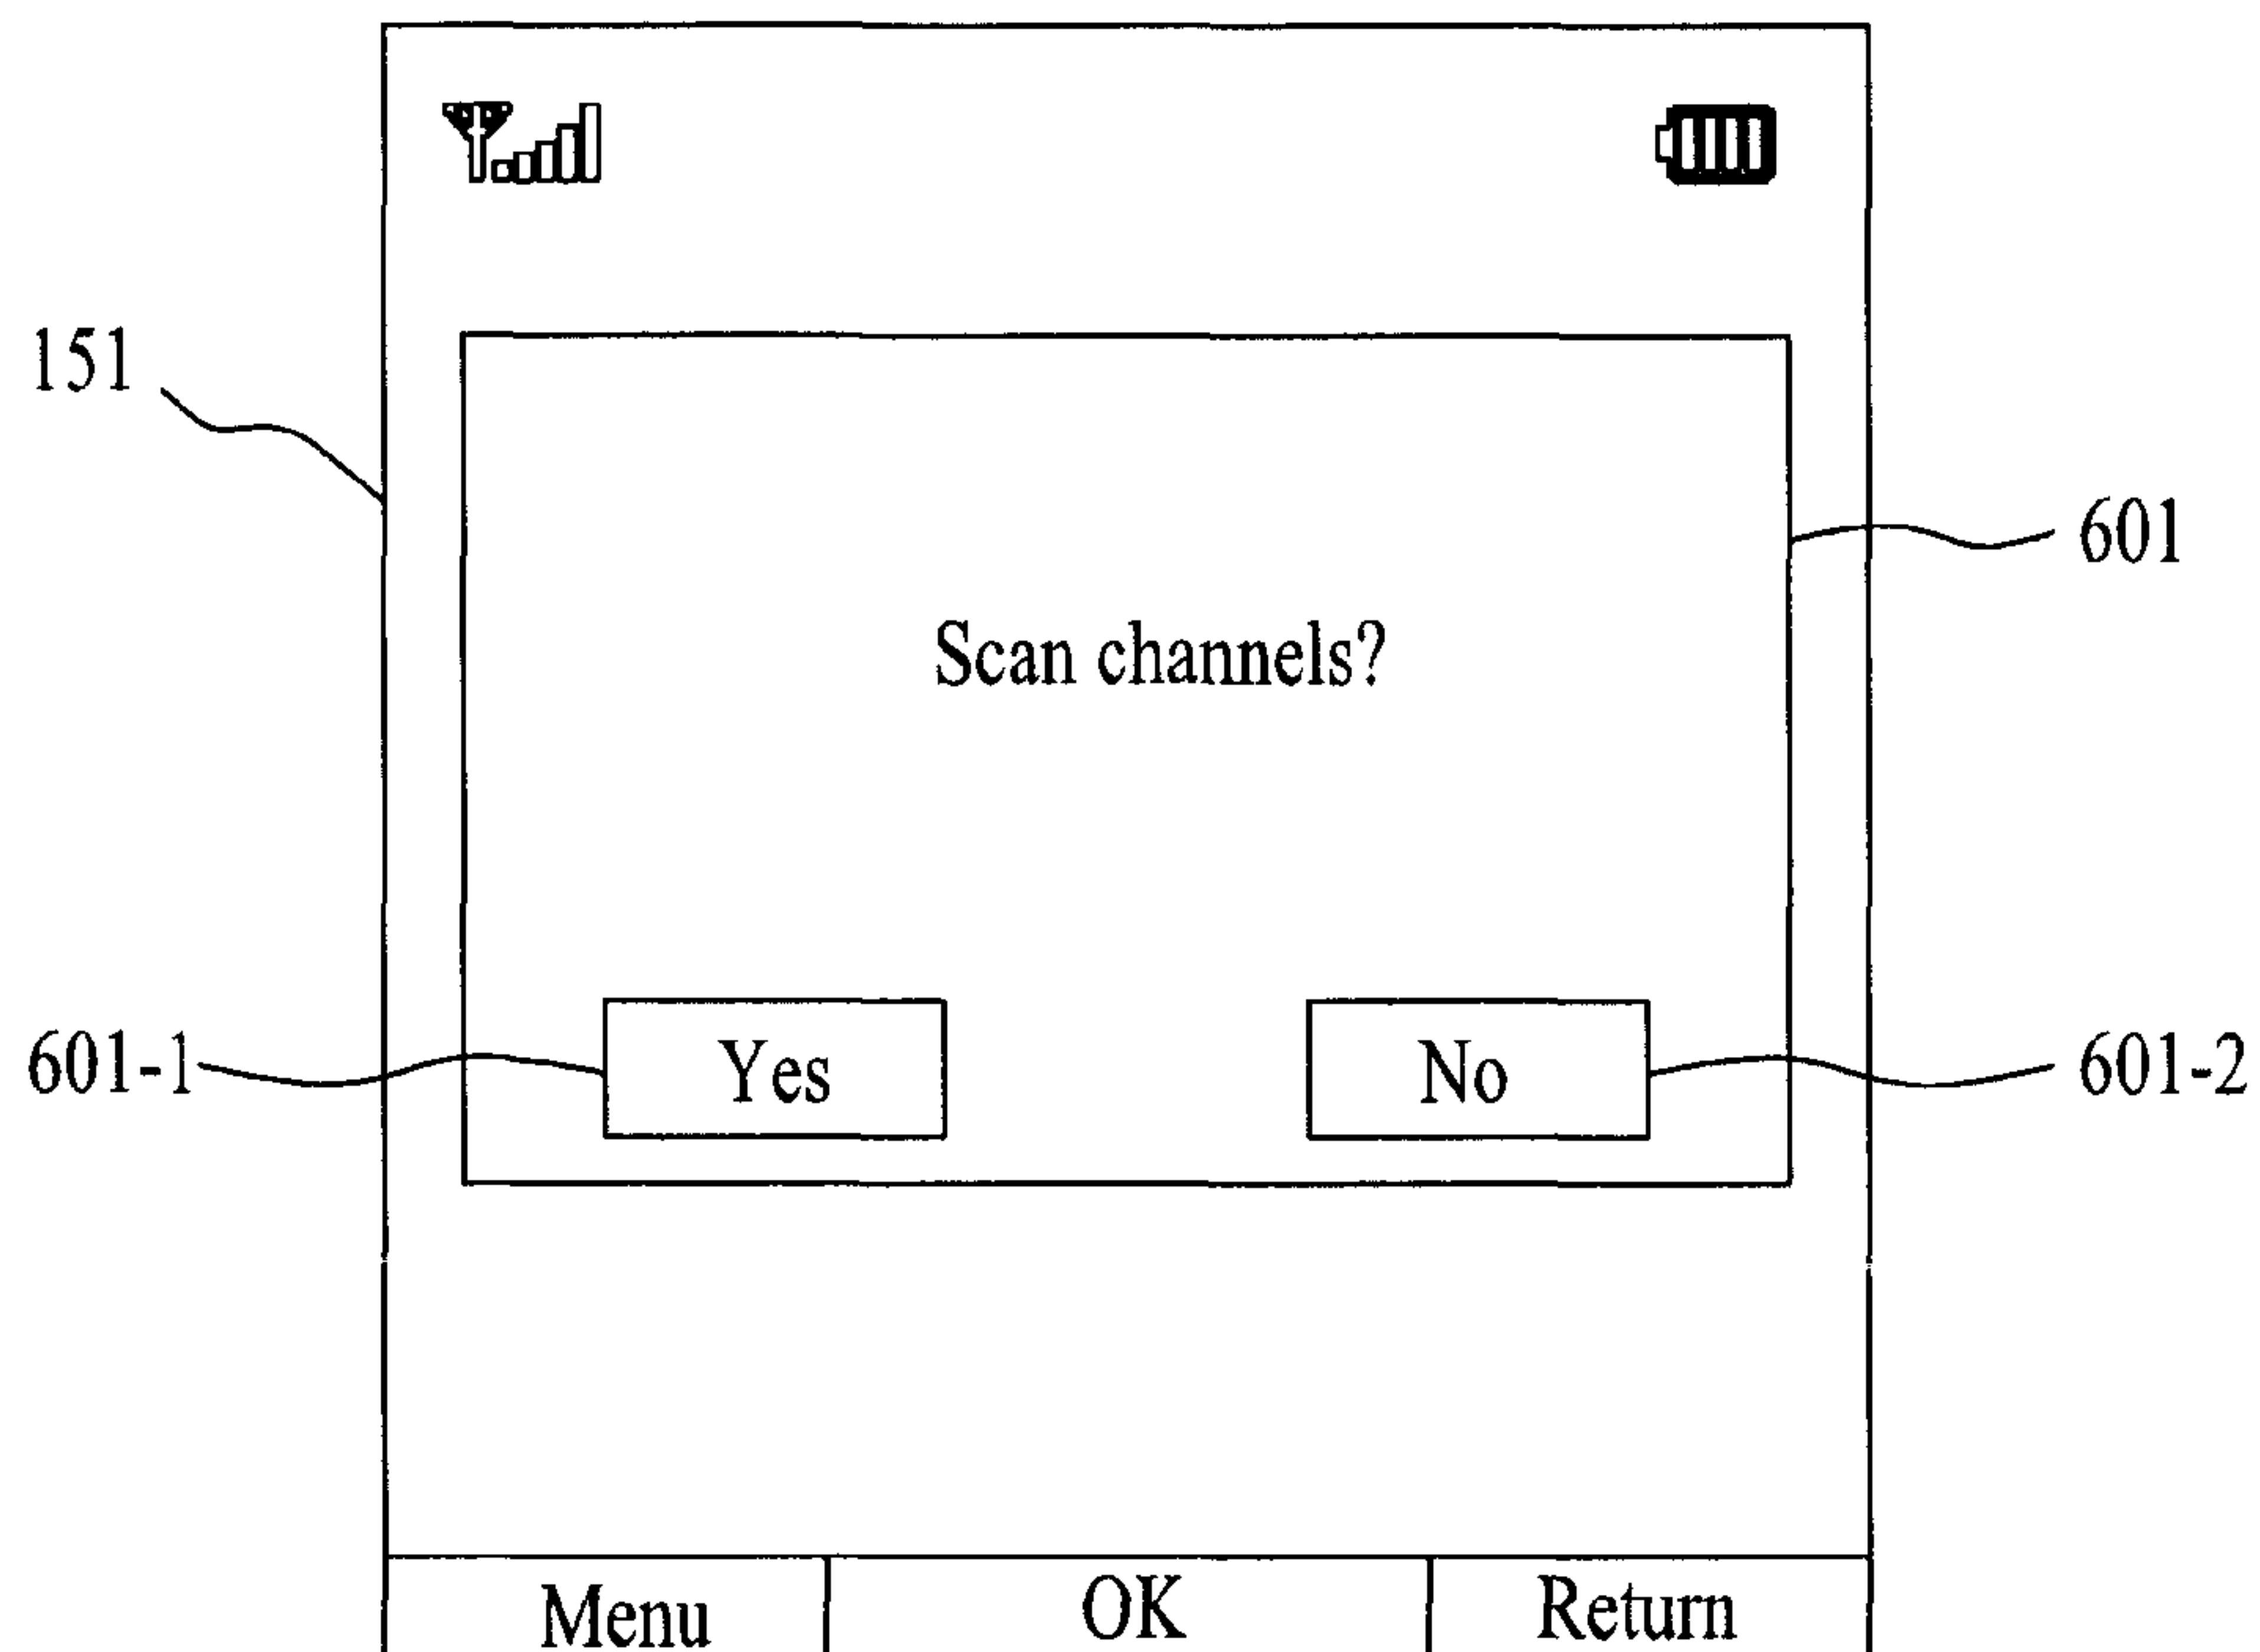 151
601
Scan channels?
601-1 Yes No 601-2
Menu OK Return